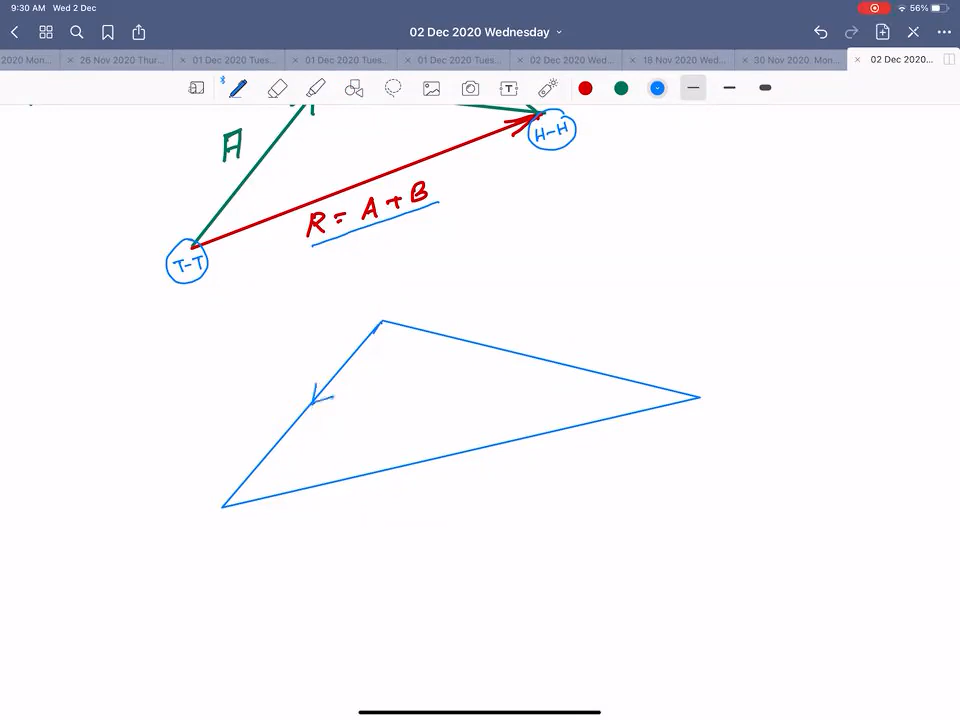 9:30 AM Wed 2 Dec
56%
02 Dec 2020 Wednesday
2020 Mon...
26 Nov 2020 Thur...
01 Dec 2020 Tues...
01 Dec 2020 Tues...
01 Dec 2020 Tues...
02 Dec 2020 Wed...
18 Nov 2020 Wed...
30 Nov 2020 Mon...
02 Dec 2020...
T
A
H-H
R = A + B
T-T